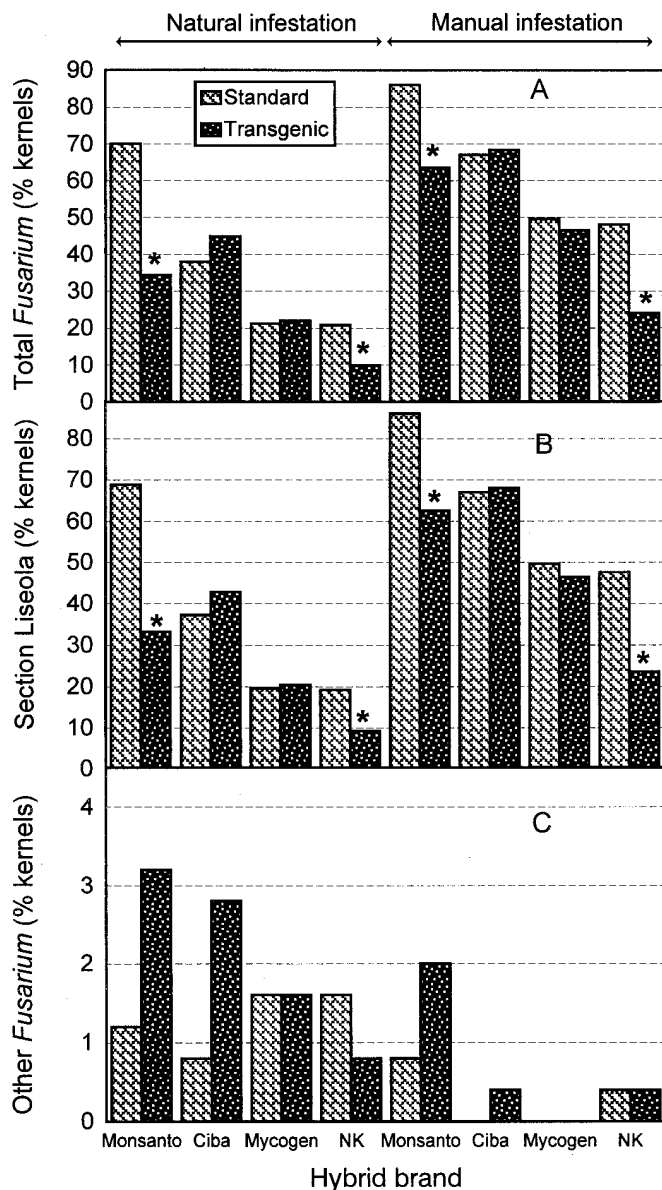 Natural infestation Manual infestation
Total Fusarium (% kernels)
90
80
70
60
50
40
30
20
10
0
Standard
Transgenic
A
*
*
*
*
Section Liseola (% kernels)
80
70
60
50
40
30
20
10
0
B
*
*
*
*
Other Fusarium (% kernels)
4
3
2
1
0
C
Monsanto Ciba Mycogen NK Monsanto Ciba Mycogen NK
Hybrid brand